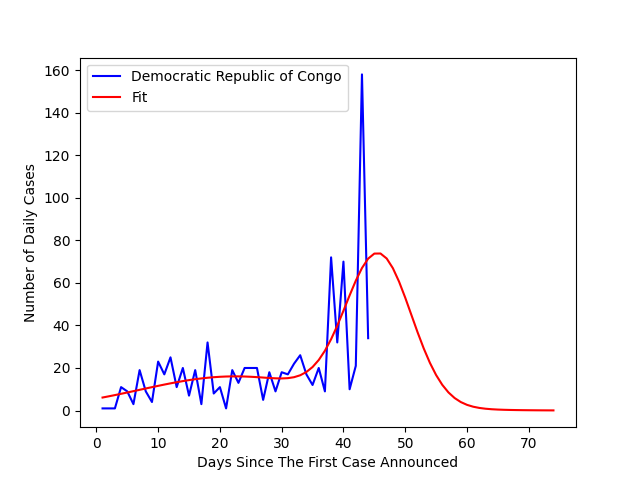 Democratic Republic of Congo
Fit
160
140
120
100
80
60
40
20
0
Number of Daily Cases
0 10 20 30 40 50 60 70
Days Since The First Case Announced